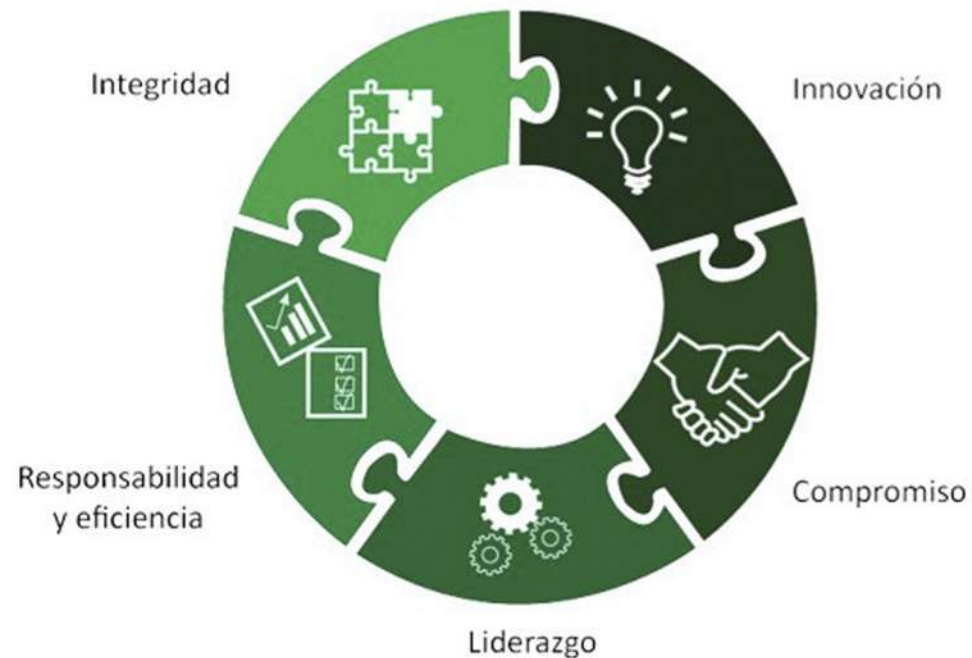 Integridad
Innovación
Responsabilidad
y eficiencia
Compromiso
Liderazgo